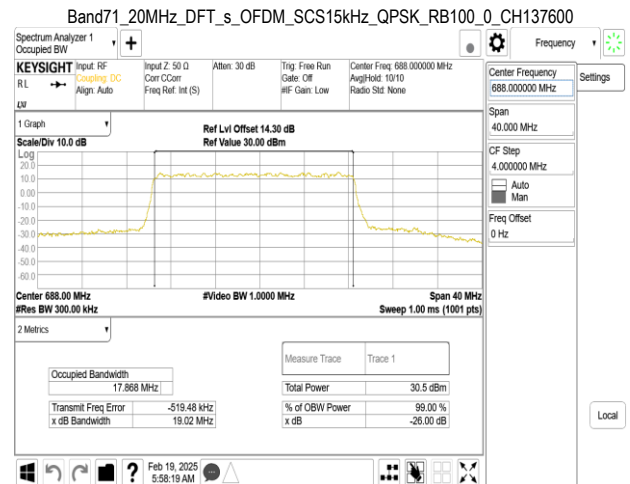 Band71_20MHz_DFT_s_OFDM_SCS15kHz_QPSK_RB100_0_CH137600
Spectrum Analyzer 1
Occupied BW
+
Frequency
KEYSIGHT
RL
LXI
Input: RF
Coupling: DC
Align: Auto
Input Z: 50 Ω
Corr CCorr
Freq Ref: Int (S)
Atten: 30 dB
Trig: Free Run
Gate: Off
#IF Gain: Low
Center Freq: 688.000000 MHz
Avg|Hold: 10/10
Radio Std: None
Center Frequency
688.000000 MHz
Settings
Span
40.000 MHz
CF Step
4.000000 MHz
Auto
Man
Freq Offset
0 Hz
Local
1 Graph
Scale/Div 10.0 dB
Ref Lvl Offset 14.30 dB
Ref Value 30.00 dBm
Log
20.0
10.0
0.00
-10.0
-20.0
-30.0
-40.0
-50.0
-60.0
Center 688.00 MHz
#Video BW 1.0000 MHz
Span 40 MHz
#Res BW 300.00 kHz
Sweep 1.00 ms (1001 pts)
2 Metrics
Measure Trace Trace 1
Occupied Bandwidth
17.868 MHz
Total Power 30.5 dBm
Transmit Freq Error -519.48 kHz
% of OBW Power 99.00 %
x dB Bandwidth 19.02 MHz
x dB -26.00 dB
?
Feb 19, 2025
5:58:19 AM